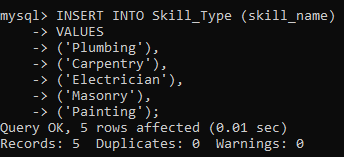 mysql> INSERT INTO Skill_Type (skill_name)
    -> VALUES
    -> ('Plumbing'),
    -> ('Carpentry'),
    -> ('Electrician'),
    -> ('Masonry'),
    -> ('Painting');
Query OK, 5 rows affected (0.01 sec)
Records: 5  Duplicates: 0  Warnings: 0